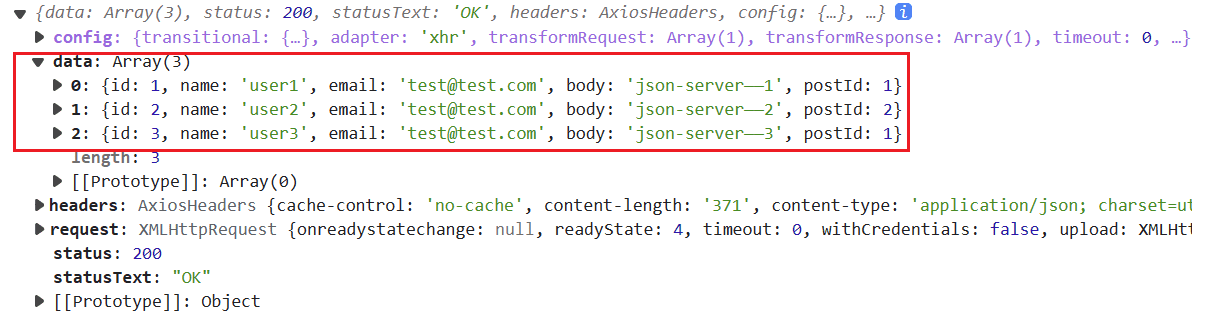 ▼ {data: Array(3), status: 200, statusText: 'OK', headers: AxiosHeaders, config: {…}, …} i
▶ config: {transitional: {…}, adapter: 'xhr', transformRequest: Array(1), transformResponse: Array(1), timeout: 0, …}
▼ data: Array(3)
▶ 0: {id: 1, name: 'user1', email: 'test@test.com', body: 'json-server——1', postId: 1}
▶ 1: {id: 2, name: 'user2', email: 'test@test.com', body: 'json-server——2', postId: 2}
▶ 2: {id: 3, name: 'user3', email: 'test@test.com', body: 'json-server——3', postId: 1}
length: 3
▶ [[Prototype]]: Array(0)
▶ headers: AxiosHeaders {cache-control: 'no-cache', content-length: '371', content-type: 'application/json; charset=ut
▶ request: XMLHttpRequest {onreadystatechange: null, readyState: 4, timeout: 0, withCredentials: false, upload: XMLHtt
status: 200
statusText: "OK"
▶ [[Prototype]]: Object